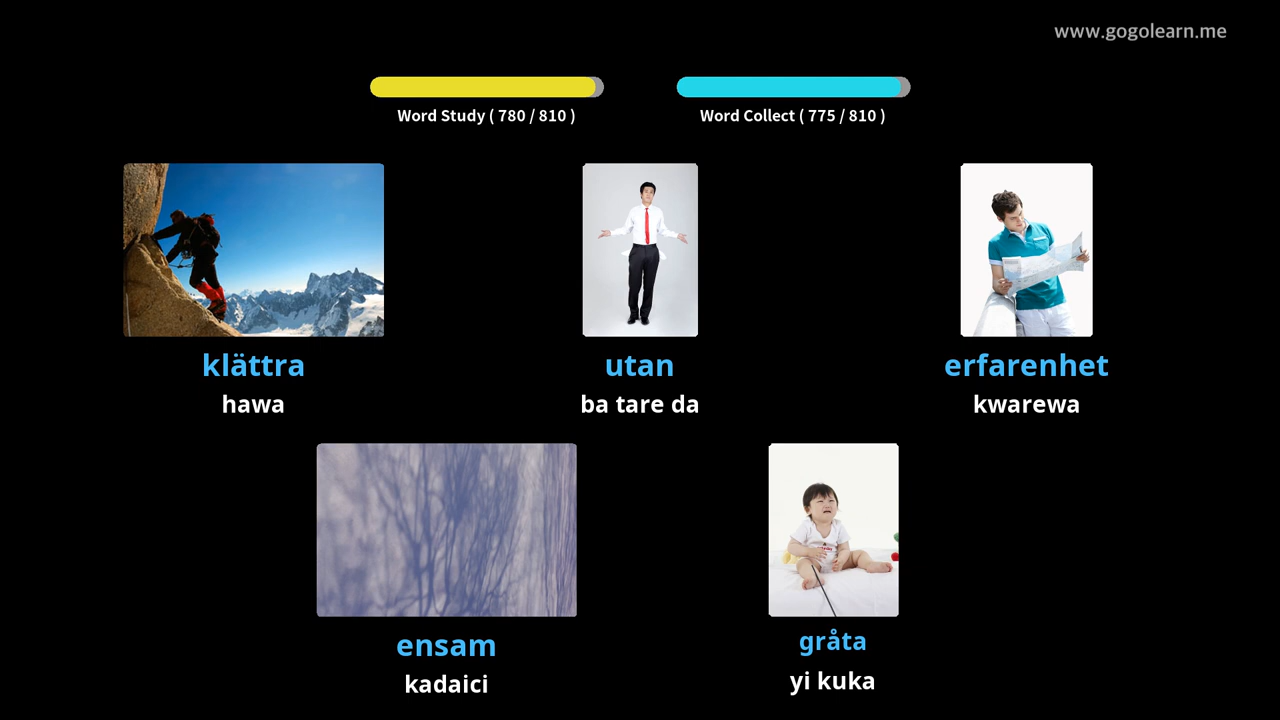 www.gogolearn.me
Word Study ( 780 / 810 )
Word Collect ( 775 / 810 )
klättra
hawa
utan
ba tare da
erfarenhet
kwarewa
ensam
kadaici
gråta
yi kuka